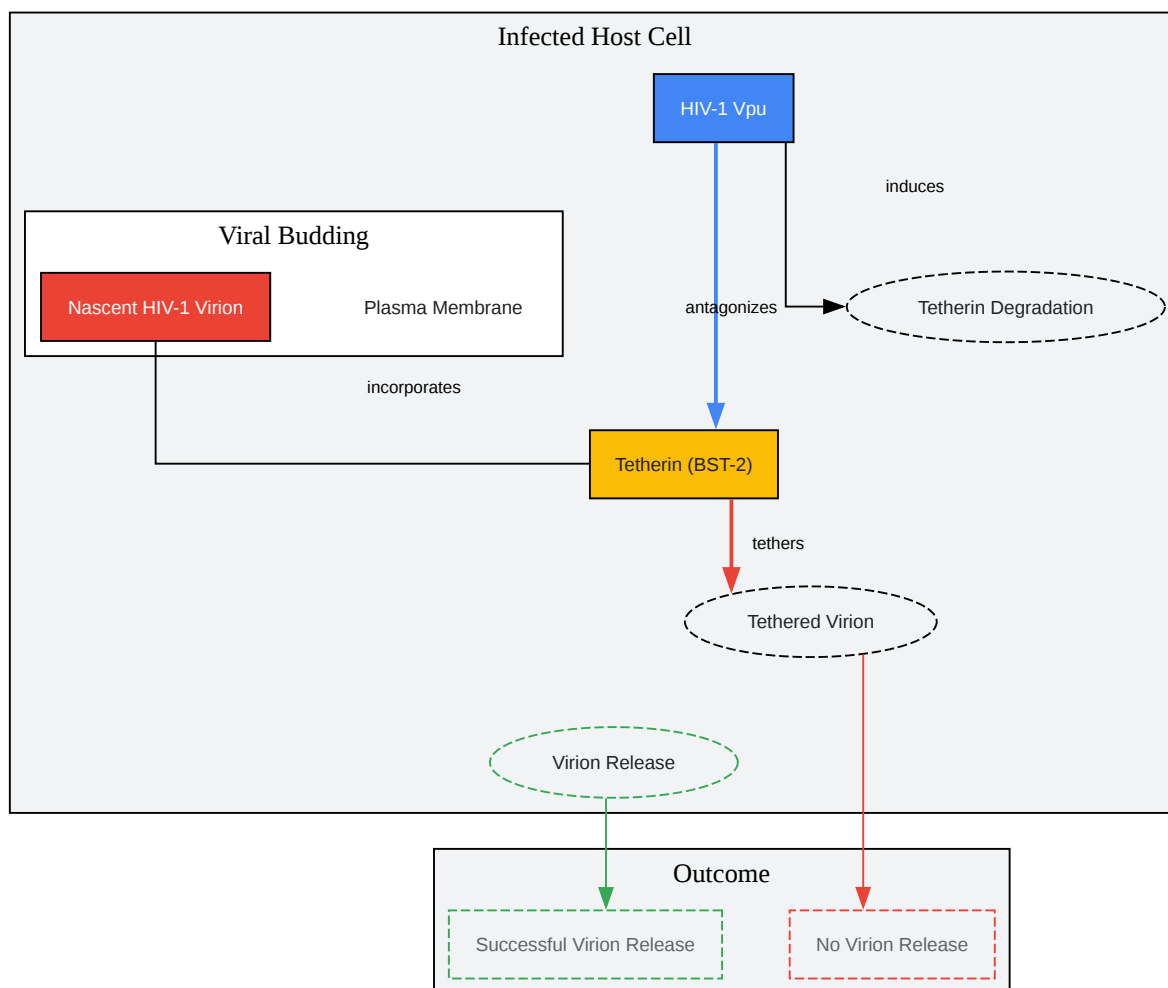 Infected Host Cell
HIV-1 Vpu
induces
Viral Budding
Nascent HIV-1 Virion
Plasma Membrane
antagonizes
Tetherin Degradation
incorporates
Tetherin (BST-2)
tethers
Tethered Virion
Virion Release
Outcome
Successful Virion Release
No Virion Release